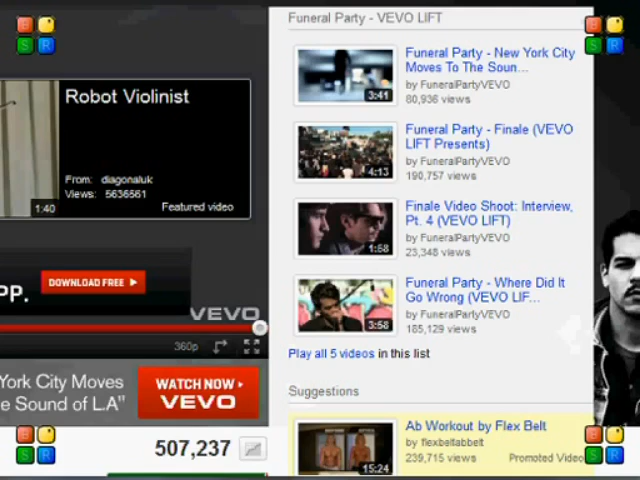 Funeral Party - VEVO LIFT
B
S R
B
S R
Funeral Party - New York City
Moves To The Soun...
by FuneralPartyVEVO
80,936 views
3:41
Robot Violinist
From: diagonaluk
Views: 5636561
Featured video
1:40
Funeral Party - Finale (VEVO
LIFT Presents)
by FuneralPartyVEVO
190,757 views
4:13
Finale Video Shoot: Interview,
Pt. 4 (VEVO LIFT)
by FuneralPartyVEVO
23,348 views
1:58
PP.
DOWNLOAD FREE
VEVO
Funeral Party - Where Did It
Go Wrong (VEVO LIF...
by FuneralPartyVEVO
185,129 views
3:58
360p
Play all 5 videos in this list
York City Moves
e Sound of L.A"
WATCH NOW
VEVO
Suggestions
Ab Workout by Flex Belt
by flexbeltabbelt
239,715 views Promoted Video
15:24
507,237
B
S R
B
S R